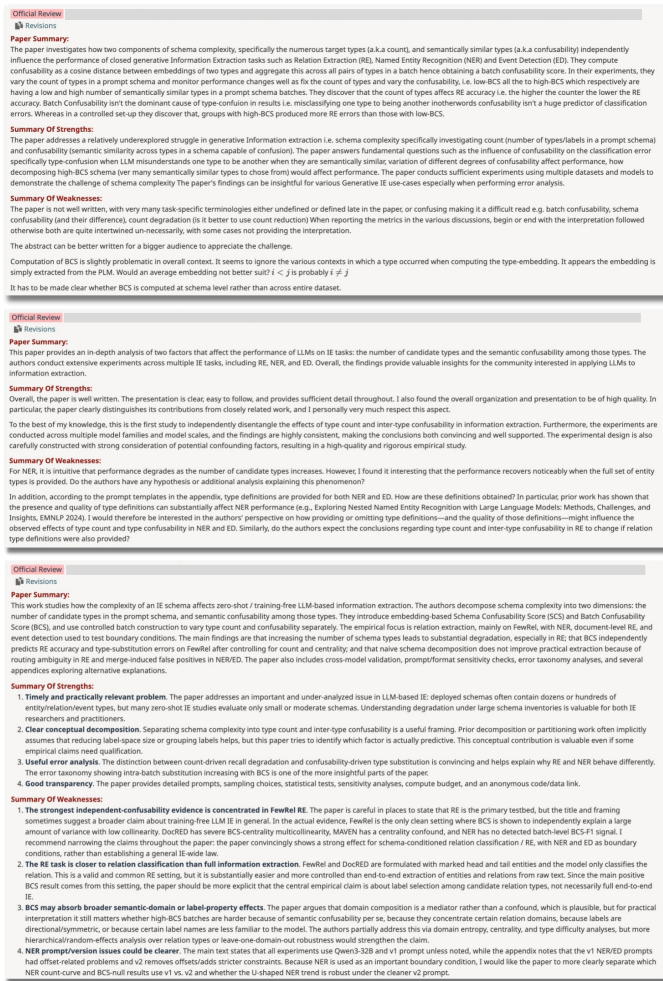 Official Review
Revisions
Paper Summary:
The paper investigates how two components of schema complexity, specifically the numerous target types (a.k.a count), and semantically similar types (a.k.a confusability) independently
influence the performance of closed generative Information Extraction tasks such as Relation Extraction (RE), Named Entity Recognition (NER) and Event Detection (ED). They compute
confusability as a cosine distance between embeddings of two types and aggregate this across all pairs of types in a batch hence obtaining a batch confusability score. In their experiments, they
vary the count of types in a prompt schema and monitor performance changes well as fix the count of types and vary the confusability, i.e. low-BCS all the to high-BCS which respectively are
having a low and high number of semantically similar types in a prompt schema batches. They discover that the count of types affects RE accuracy i.e. the higher the counter the lower the RE
accuracy. Batch Confusability isn't the dominant cause of type-confuion in results i.e. misclassifying one type to being another inotherwords confusability isn't a huge predictor of classification
errors. Whereas in a controlled set-up they discover that, groups with high-BCS produced more RE errors than those with low-BCS.
Summary Of Strengths:
The paper addresses a relatively underexplored struggle in generative Information extraction i.e. schema complexity specifically investigating count (number of types/labels in a prompt schema)
and confusability (semantic similarity across types in a schema capable of confusion). The paper answers fundamental questions such as the influence of confusability on the classification error
specifically type-confusion when LLM misunderstands one type to be another when they are semantically similar, variation of different degrees of confusability affect performance, how
decomposing high-BCS schema (ver many semantically similar types to chose from) would affect performance. The paper conducts sufficient experiments using multiple datasets and models to
demonstrate the challenge of schema complexity The paper's findings can be insightful for various Generative IE use-cases especially when performing error analysis.
Summary Of Weaknesses:
The paper is not well written, with very many task-specific terminologies either undefined or defined late in the paper, or confusing making it a difficult read e.g. batch confusability, schema
confusability (and their difference), count degradation (is it better to use count reduction) When reporting the metrics in the various discussions, begin or end with the interpretation followed
otherwise both are quite intertwined un-necessarily, with some cases not providing the interpretation.
The abstract can be better written for a bigger audience to appreciate the challenge.
Computation of BCS is slightly problematic in overall context. It seems to ignore the various contexts in which a type occurred when computing the type-embedding. It appears the embedding is
simply extracted from the PLM. Would an average embedding not better suit? i < j is probably i ≠ j
It has to be made clear whether BCS is computed at schema level rather than across entire dataset.
Official Review
Revisions
Paper Summary:
This paper provides an in-depth analysis of two factors that affect the performance of LLMs on IE tasks: the number of candidate types and the semantic confusability among those types. The
authors conduct extensive experiments across multiple IE tasks, including RE, NER, and ED. Overall, the findings provide valuable insights for the community interested in applying LLMs to
information extraction.
Summary Of Strengths:
Overall, the paper is well written. The presentation is clear, easy to follow, and provides sufficient detail throughout. I also found the overall organization and presentation to be of high quality. In
particular, the paper clearly distinguishes its contributions from closely related work, and I personally very much respect this aspect.
To the best of my knowledge, this is the first study to independently disentangle the effects of type count and inter-type confusability in information extraction. Furthermore, the experiments are
conducted across multiple model families and model scales, and the findings are highly consistent, making the conclusions both convincing and well supported. The experimental design is also
carefully constructed with strong consideration of potential confounding factors, resulting in a high-quality and rigorous empirical study.
Summary Of Weaknesses:
For NER, it is intuitive that performance degrades as the number of candidate types increases. However, I found it interesting that the performance recovers noticeably when the full set of entity
types is provided. Do the authors have any hypothesis or additional analysis explaining this phenomenon?
In addition, according to the prompt templates in the appendix, type definitions are provided for both NER and ED. How are these definitions obtained? In particular, prior work has shown that
the presence and quality of type definitions can substantially affect NER performance (e.g., Exploring Nested Named Entity Recognition with Large Language Models: Methods, Challenges, and
Insights, EMNLP 2024). I would therefore be interested in the authors' perspective on how providing or omitting type definitions—and the quality of those definitions—might influence the
observed effects of type count and type confusability in NER and ED. Similarly, do the authors expect the conclusions regarding type count and inter-type confusability in RE to change if relation
type definitions were also provided?
Official Review
Revisions
Paper Summary:
This work studies how the complexity of an IE schema affects zero-shot / training-free LLM-based information extraction. The authors decompose schema complexity into two dimensions: the
number of candidate types in the prompt schema, and semantic confusability among those types. They introduce embedding-based Schema Confusability Score (SCS) and Batch Confusability
Score (BCS), and use controlled batch construction to vary type count and confusability separately. The empirical focus is relation extraction, mainly on FewRel, with NER, document-level RE, and
event detection used to test boundary conditions. The main findings are that increasing the number of schema types leads to substantial degradation, especially in RE; that BCS independently
predicts RE accuracy and type-substitution errors on FewRel after controlling for count and centrality; and that naive schema decomposition does not improve practical extraction because of
routing ambiguity in RE and merge-induced false positives in NER/ED. The paper also includes cross-model validation, prompt/format sensitivity checks, error taxonomy analyses, and several
appendices exploring alternative explanations.
Summary Of Strengths:
1. Timely and practically relevant problem. The paper addresses an important and under-analyzed issue in LLM-based IE: deployed schemas often contain dozens or hundreds of
entity/relation/event types, but many zero-shot IE studies evaluate only small or moderate schemas. Understanding degradation under large schema inventories is valuable for both IE
researchers and practitioners.
2. Clear conceptual decomposition. Separating schema complexity into type count and inter-type confusability is a useful framing. Prior decomposition or partitioning work often implicitly
assumes that reducing label-space size or grouping labels helps, but this paper tries to identify which factor is actually predictive. This conceptual contribution is valuable even if some
empirical claims need qualification.
3. Useful error analysis. The distinction between count-driven recall degradation and confusability-driven type substitution is convincing and helps explain why RE and NER behave differently.
The error taxonomy showing intra-batch substitution increasing with BCS is one of the more insightful parts of the paper.
4. Good transparency. The paper provides detailed prompts, sampling choices, statistical tests, sensitivity analyses, compute budget, and an anonymous code/data link.
Summary Of Weaknesses:
1. The strongest independent-confusability evidence is concentrated in FewRel RE. The paper is careful in places to state that RE is the primary testbed, but the title and framing
sometimes suggest a broader claim about training-free LLM IE in general. In the actual evidence, FewRel is the only clean setting where BCS is shown to independently explain a large
amount of variance with low collinearity. DocRED has severe BCS-centrality multicollinearity, MAVEN has a centrality confound, and NER has no detected batch-level BCS-F1 signal. I
recommend narrowing the claims throughout: the paper convincingly shows a strong effect for schema-conditioned relation classification / RE, with NER and ED as boundary
conditions, rather than establishing a general IE-wide law.
2. The RE task is closer to relation classification than full information extraction. FewRel and DocRED are formulated with marked head and tail entities and the model only classifies the
relation. This is a valid and common RE setting, but it is substantially easier and more controlled than end-to-end extraction of entities and relations from raw text. Since the main positive
BCS result comes from this setting, the paper should be more explicit that the central empirical claim is about label selection among candidate relation types, not necessarily full end-to-end
IE.
3. BCS may absorb broader semantic-domain or label-property effects. The paper argues that domain composition is a mediator rather than a confound, which is plausible, but for practical
interpretation it still matters whether high-BCS batches are harder because of semantic confusability per se, because they concentrate certain relation domains, because labels are
directional/symmetric, or because certain label names are less familiar to the model. The authors partially address this via domain entropy, centrality, and type difficulty analyses, but more
hierarchical/random-effects analysis over relation types or leave-one-domain-out robustness would strengthen the claim.
4. NER prompt/version issues could be clearer. The main text states that all experiments use Qwen3-32B and v1 prompt unless noted, while the appendix notes that the v1 NER/ED prompts
had offset-related problems and v2 removes offsets/adds stricter constraints. Because NER is used as an important boundary condition, I would like the paper to more clearly separate which
NER count-curve and BCS-null results use v1 vs. v2 and whether the U-shaped NER trend is robust under the cleaner v2 prompt.